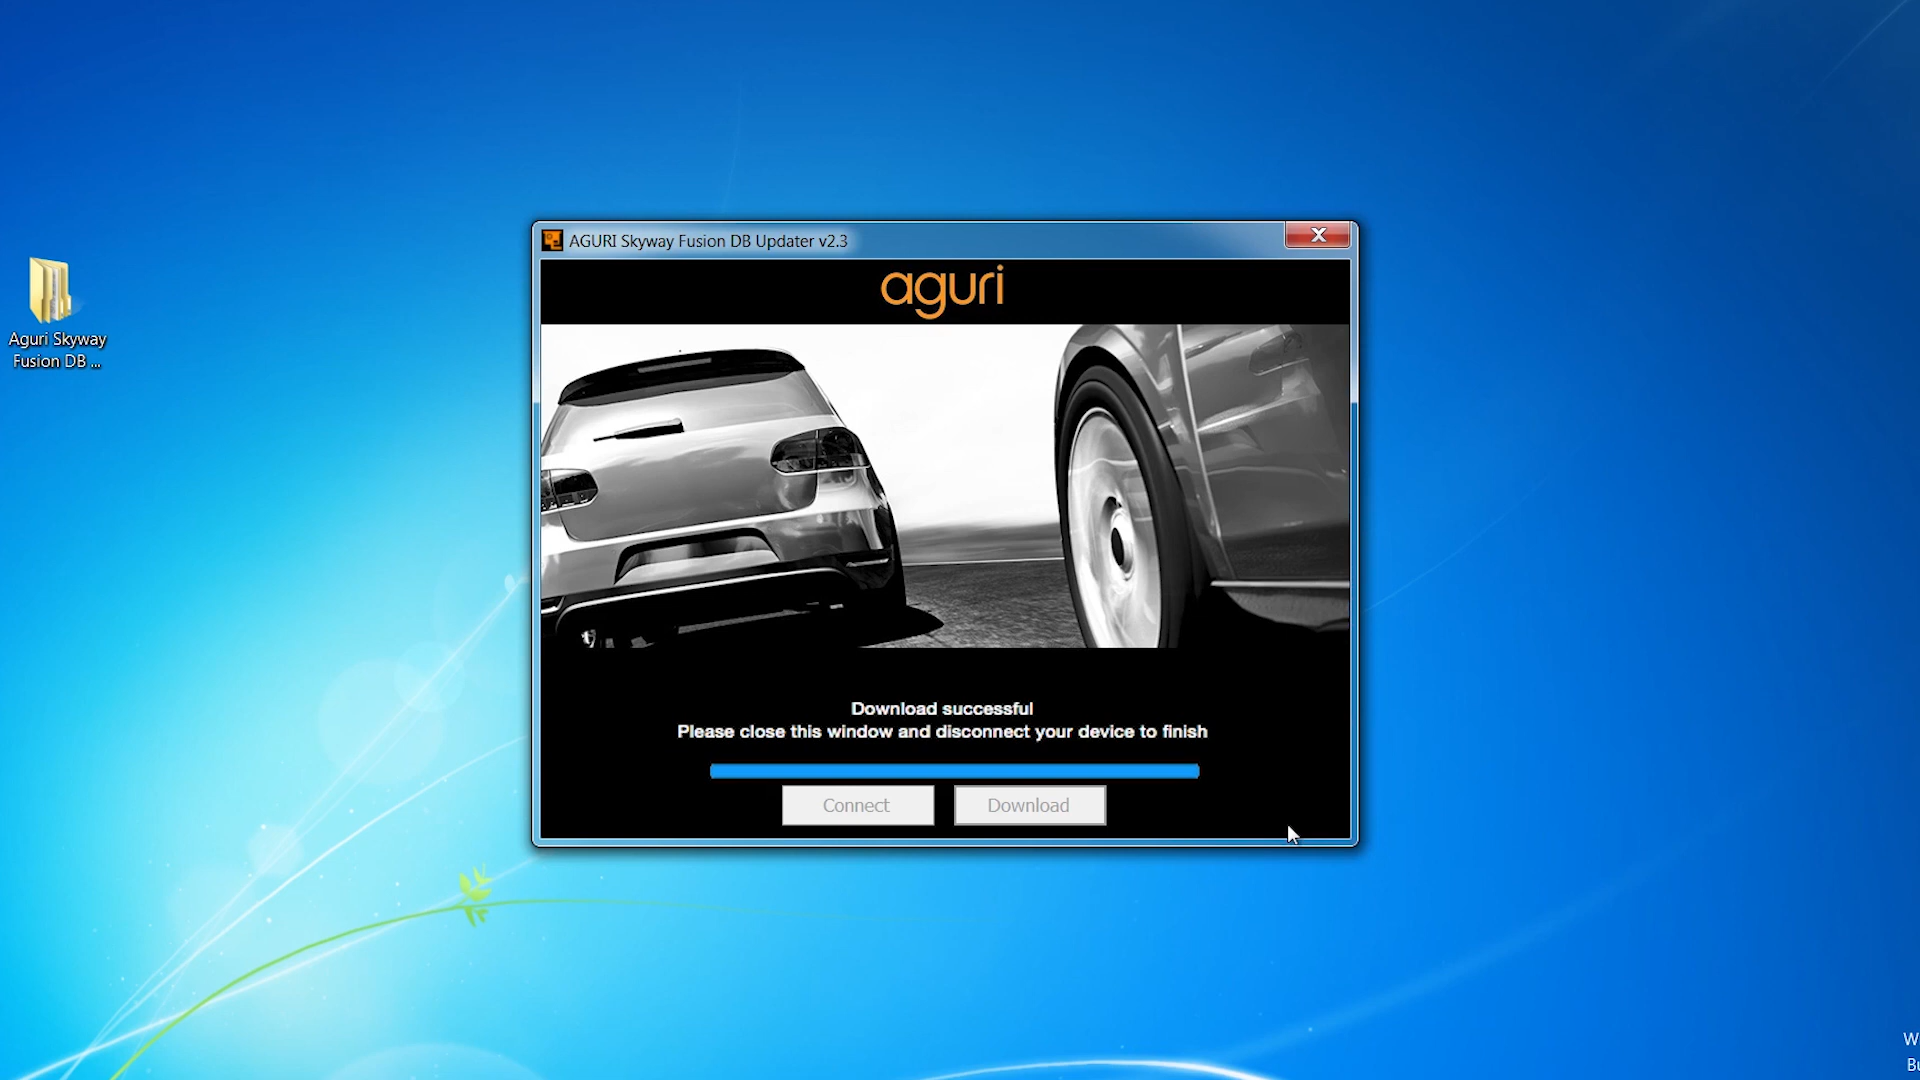 AGURI Skyway Fusion DB Updater v2.3
aguri
Aguri Skyway
Fusion DB ...
Download successful
Please close this window and disconnect your device to finish
Connect
Download